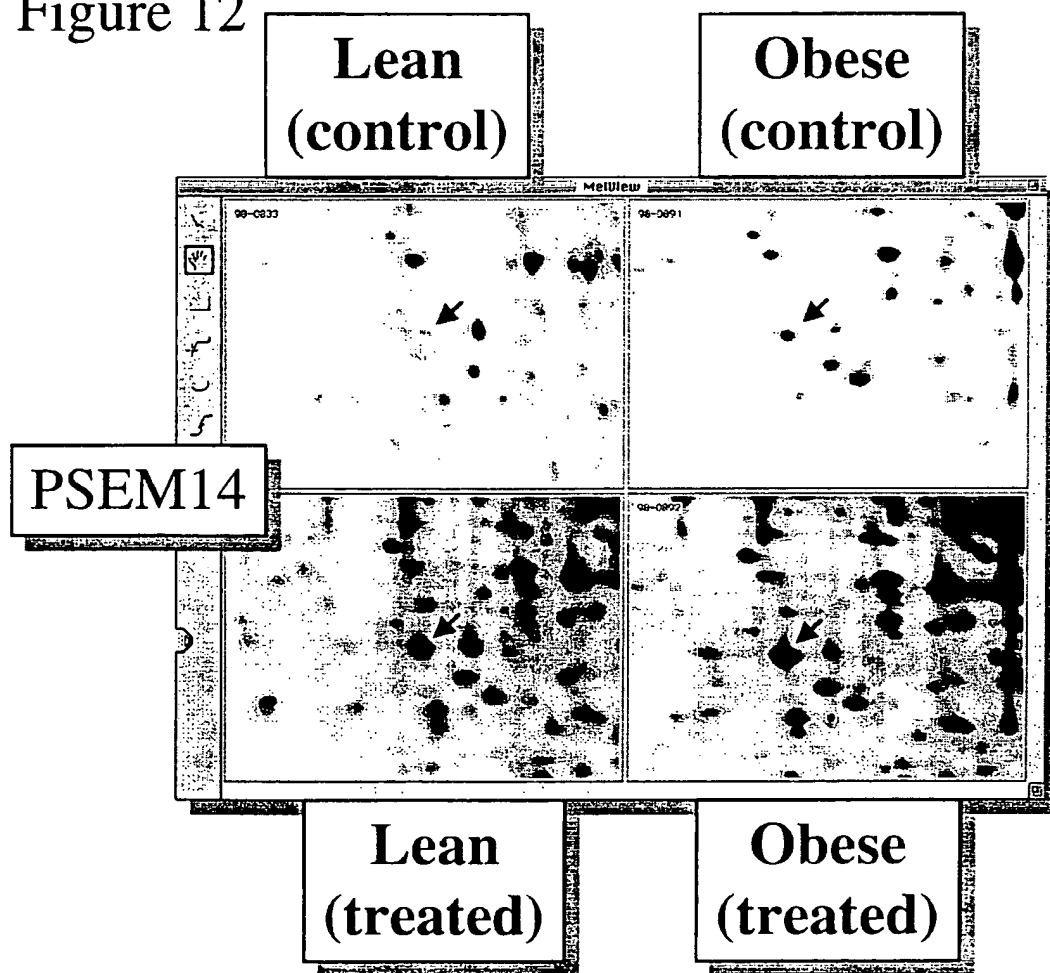 Figure 12
Lean
(control)
Obese
(control)
MelView
98-0833
98-0891
PSEM14
98-0892
Lean
(treated)
Obese
(treated)